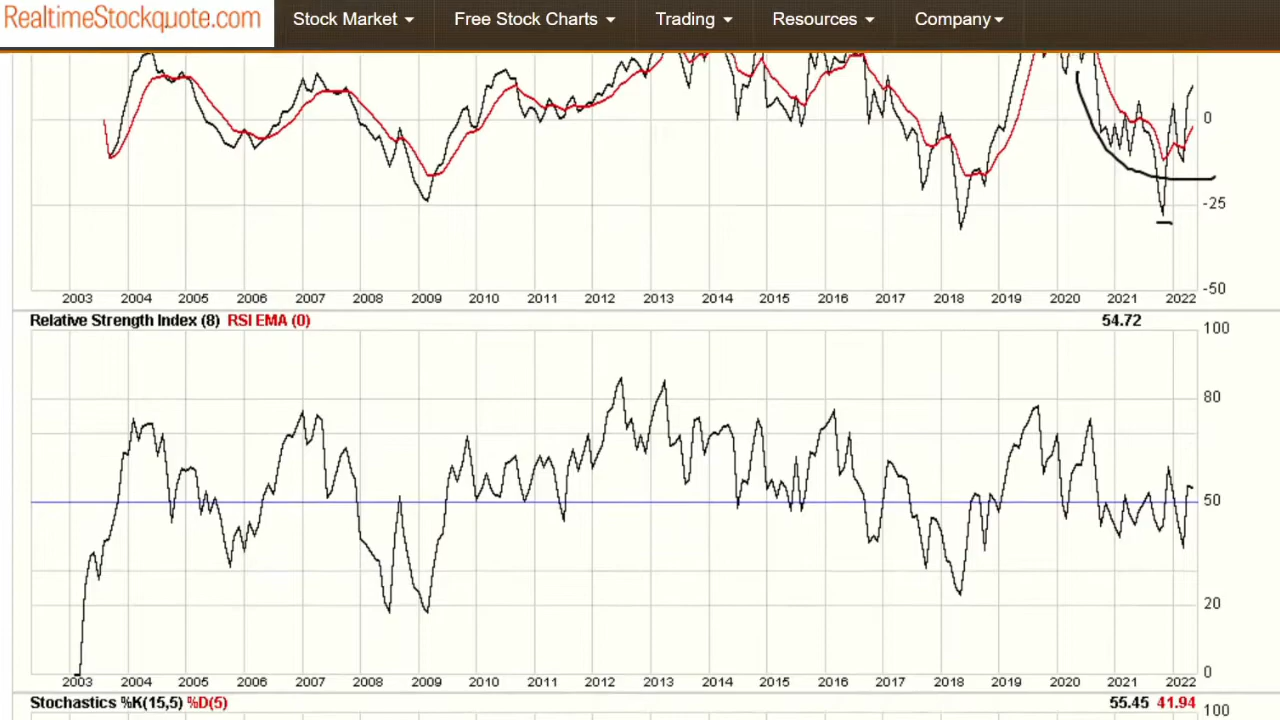 RealtimeStockquote.com Stock Market Free Stock Charts Trading Resources Company
0
-25
-50
2003 2004 2005 2006 2007 2008 2009 2010 2011 2012 2013 2014 2015 2016 2017 2018 2019 2020 2021 2022
Relative Strength Index (8) RSI EMA (0) 54.72
100
80
50
20
0
2003 2004 2005 2006 2007 2008 2009 2010 2011 2012 2013 2014 2015 2016 2017 2018 2019 2020 2021 2022
Stochastics %K(15,5) %D(5) 55.45 41.94
100